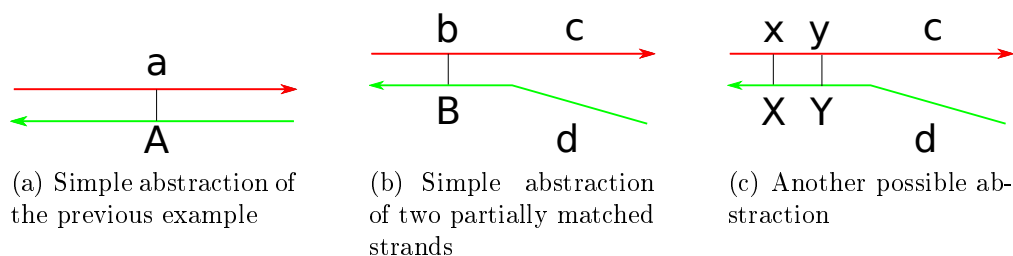 a
A
(a) Simple abstraction of
the previous example
b c
B
d
(b) Simple abstraction
of two partially matched
strands
x y c
X Y
d
(c) Another possible ab-
straction